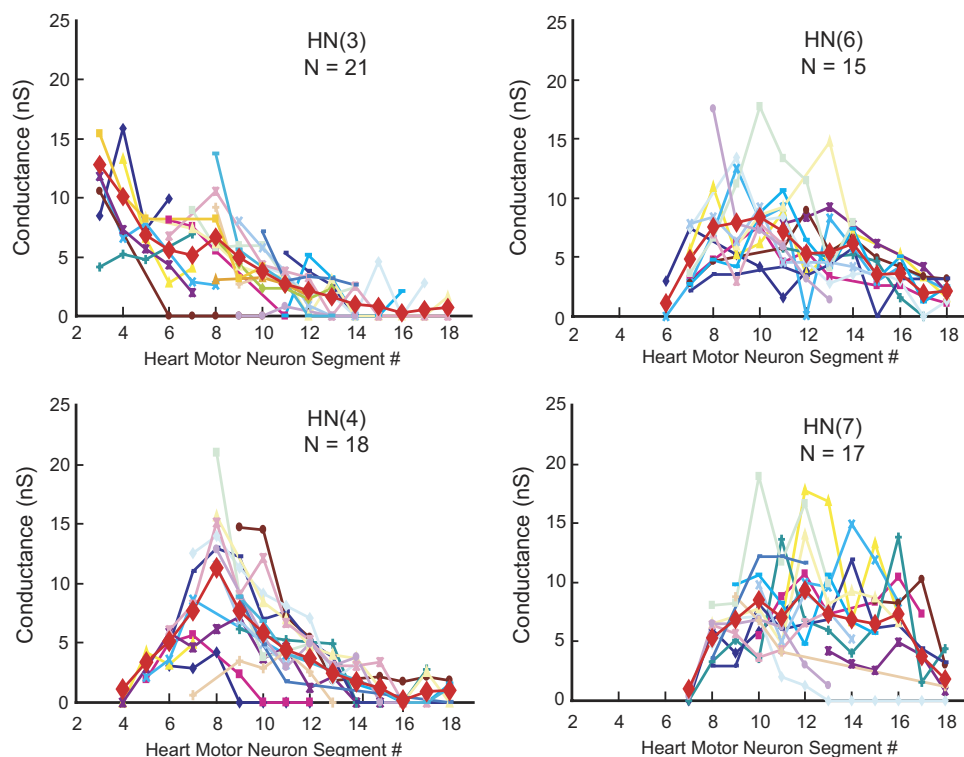 HN(3)
N = 21
Conductance (nS)
25
20
15
10
5
0
4 6 8 10 12 14 16 18
Heart Motor Neuron Segment #
HN(6)
N = 15
Conductance (nS)
25
20
15
10
5
0
2 4 6 8 10 12 14 16 18
Heart Motor Neuron Segment #
HN(4)
N = 18
Conductance (nS)
25
20
15
10
5
0
2 4 6 8 10 12 14 16 18
Heart Motor Neuron Segment #
HN(7)
N = 17
Conductance (nS)
25
20
15
10
5
0
2 4 6 8 10 12 14 16 18
Heart Motor Neuron Segment #